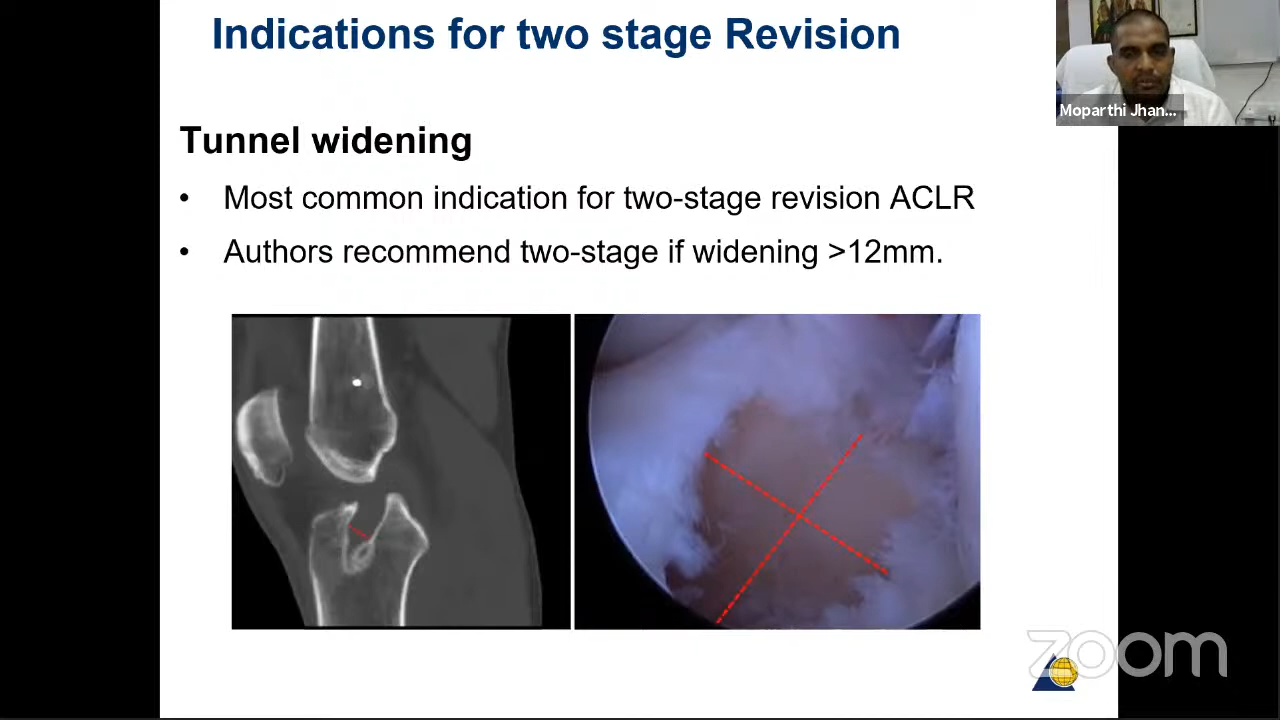 Indications for two stage Revision
Moparthi Jhan...
Tunnel widening
• Most common indication for two-stage revision ACLR
• Authors recommend two-stage if widening >12mm.
zoom